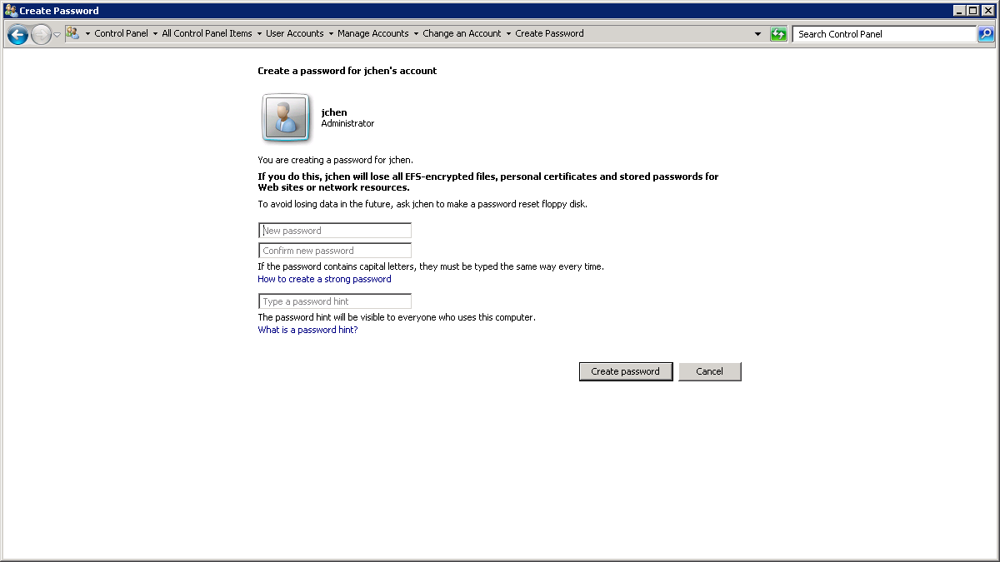 Create Password
Control Panel All Control Panel Items User Accounts Manage Accounts Change an Account Create Password Search Control Panel
Create a password for jchen's account
jchen
Administrator
You are creating a password for jchen.
If you do this, jchen will lose all EFS-encrypted files, personal certificates and stored passwords for
Web sites or network resources.
To avoid losing data in the future, ask jchen to make a password reset floppy disk.
New password
Confirm new password
If the password contains capital letters, they must be typed the same way every time.
How to create a strong password
Type a password hint
The password hint will be visible to everyone who uses this computer.
What is a password hint?
Create password Cancel